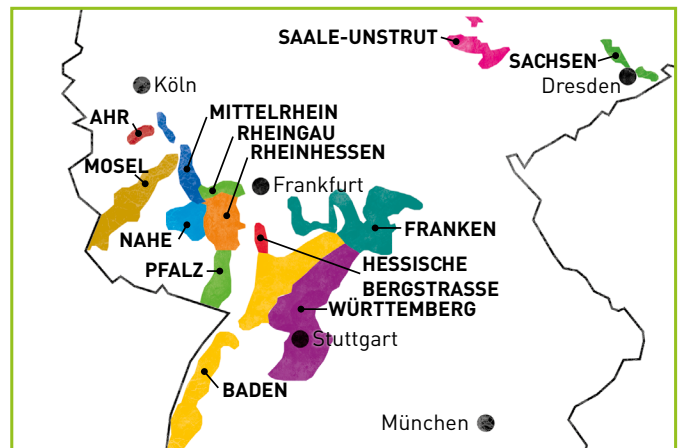 SAALE-UNSTRUT
SACHSEN
Dresden
Köln
AHR
MITTELRHEIN
RHEINGAU
RHEINHESSEN
MOSEL
Frankfurt
FRANKEN
NAHE
HESSISCHE
BERGSTRASSE
PFALZ
WÜRTTEMBERG
Stuttgart
BADEN
München